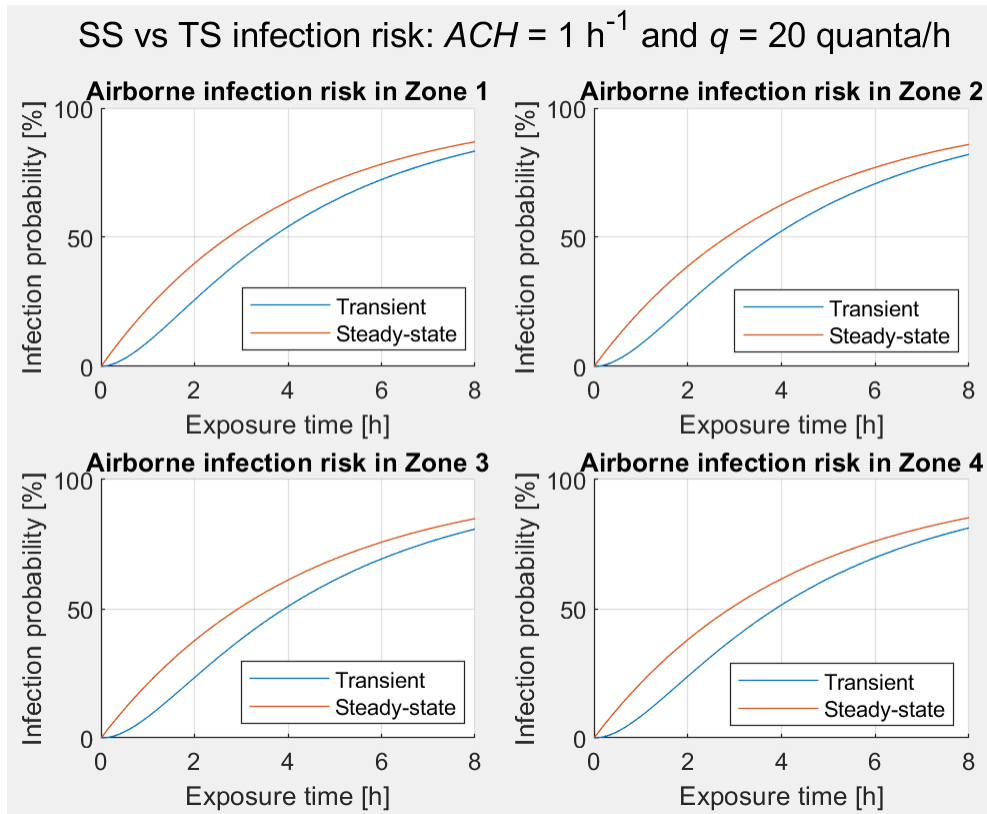 SS vs TS infection risk: ACH = 1 h⁻¹ and q = 20 quanta/h
Airborne infection risk in Zone 1
Infection probability [%]
100
50
0
0 2 4 6 8
Exposure time [h]
Transient
Steady-state
Airborne infection risk in Zone 2
Infection probability [%]
100
50
0
0 2 4 6 8
Exposure time [h]
Transient
Steady-state
Airborne infection risk in Zone 3
Infection probability [%]
100
50
0
0 2 4 6 8
Exposure time [h]
Transient
Steady-state
Airborne infection risk in Zone 4
Infection probability [%]
100
50
0
0 2 4 6 8
Exposure time [h]
Transient
Steady-state